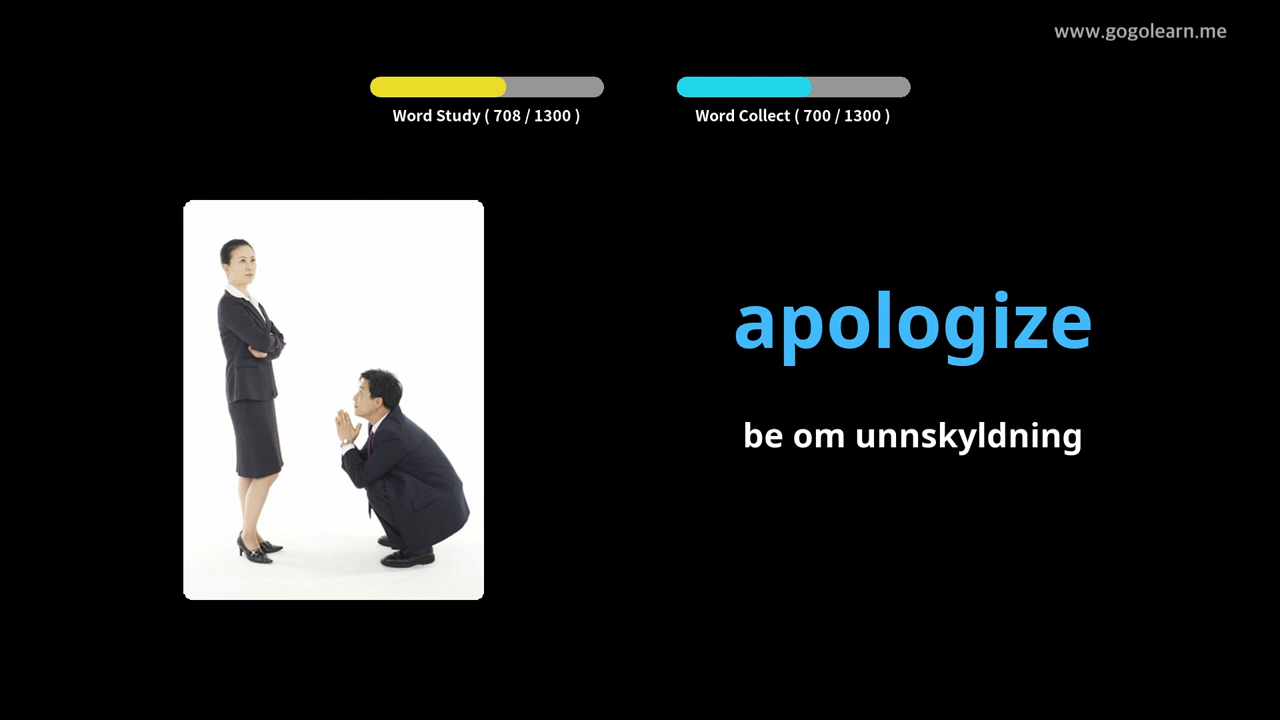 www.gogolearn.me
Word Study ( 708 / 1300 )
Word Collect ( 700 / 1300 )
apologize
be om unnskyldning